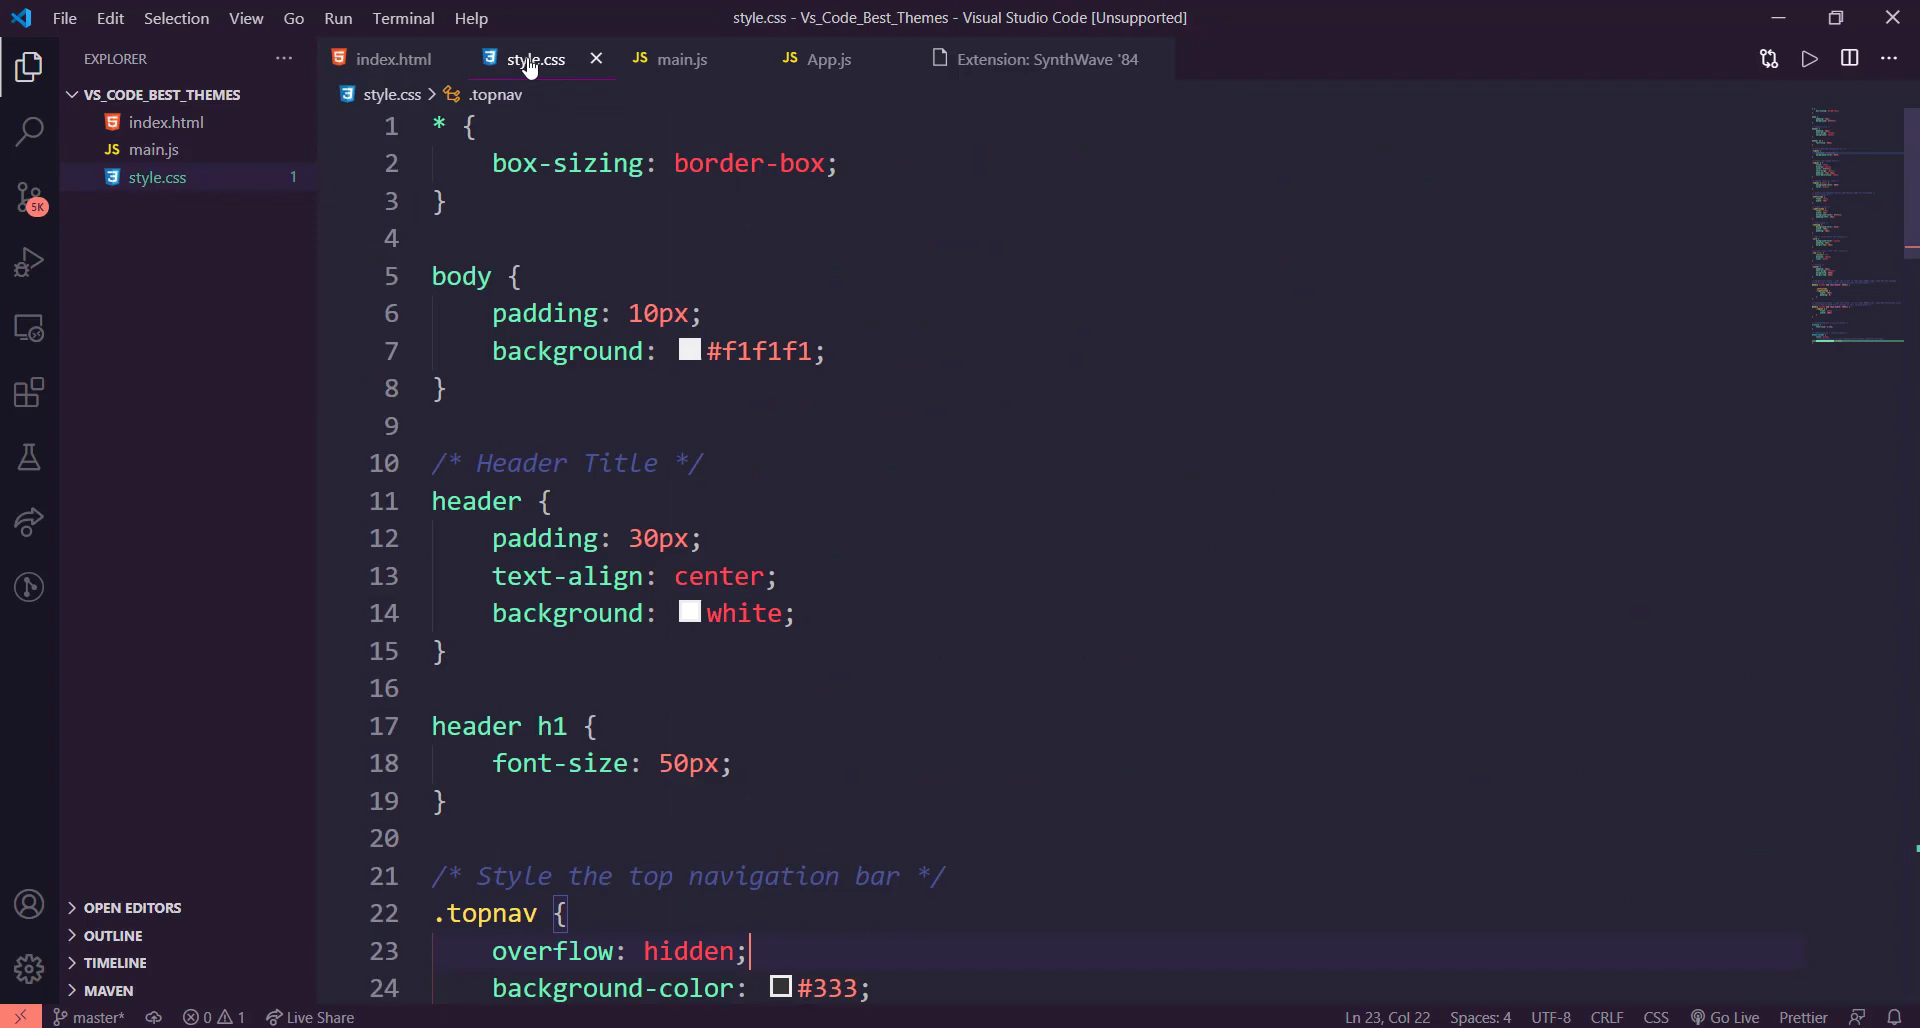 File Edit Selection View Go Run Terminal Help
style.css - Vs_Code_Best_Themes - Visual Studio Code [Unsupported]
EXPLORER
index.html
style.css
JS main.js
JS App.js
Extension: SynthWave '84
VS_CODE_BEST_THEMES
index.html
JS main.js
style.css 1
5K
style.css > .topnav
1 * {
2 box-sizing: border-box;
3 }
4
5 body {
6 padding: 10px;
7 background: #f1f1f1;
8 }
9
10 /* Header Title */
11 header {
12 padding: 30px;
13 text-align: center;
14 background: white;
15 }
16
17 header h1 {
18 font-size: 50px;
19 }
20
21 /* Style the top navigation bar */
22 .topnav {
23 overflow: hidden;
24 background-color: #333;
OPEN EDITORS
OUTLINE
TIMELINE
MAVEN
master* 0 1 Live Share
Ln 23, Col 22 Spaces: 4 UTF-8 CRLF CSS Go Live Prettier